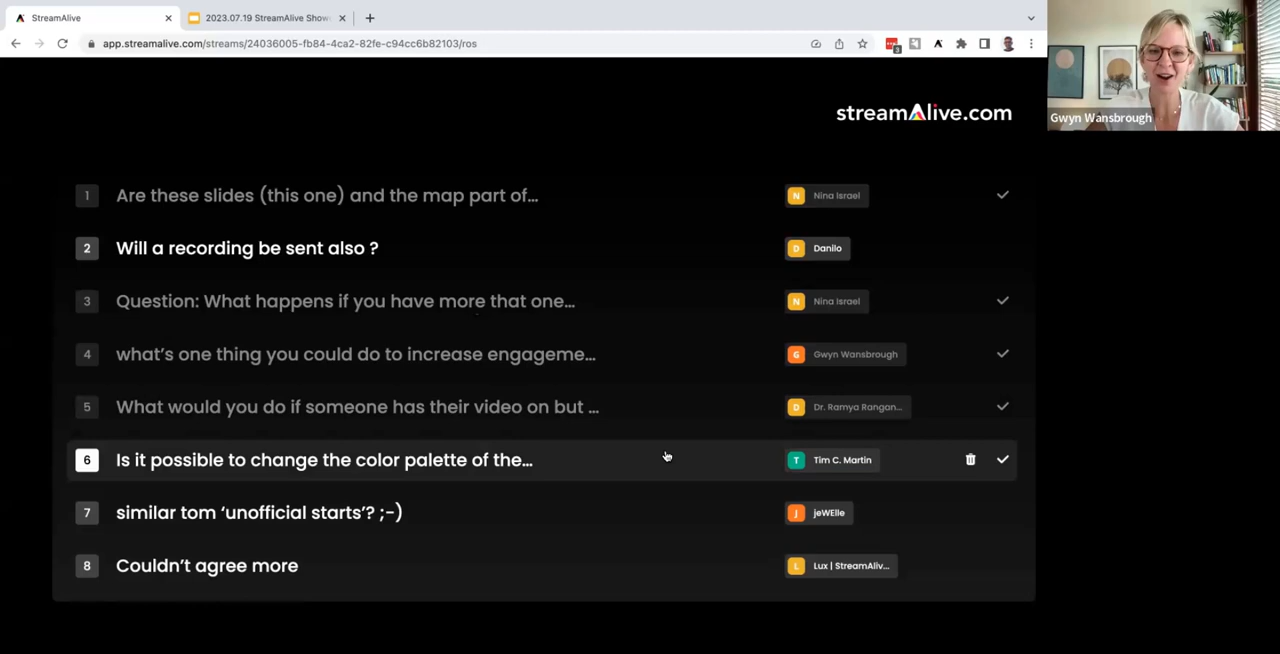 StreamAlive
2023.07.19 StreamAlive Show
app.streamalive.com/streams/24036005-fb84-4ca2-82fe-c94cc6b82103/ros
3
Gwyn Wansbrough
streamAlive.com
1 Are these slides (this one) and the map part of... N Nina Israel
2 Will a recording be sent also ? D Danilo
3 Question: What happens if you have more that one... N Nina Israel
4 what's one thing you could do to increase engageme... G Gwyn Wansbrough
5 What would you do if someone has their video on but ... D Dr. Ramya Rangan...
6 Is it possible to change the color palette of the... T Tim C. Martin
7 similar tom ‘unofficial starts’? ;-) J jeWElle
8 Couldn’t agree more L Lux | StreamAliv...